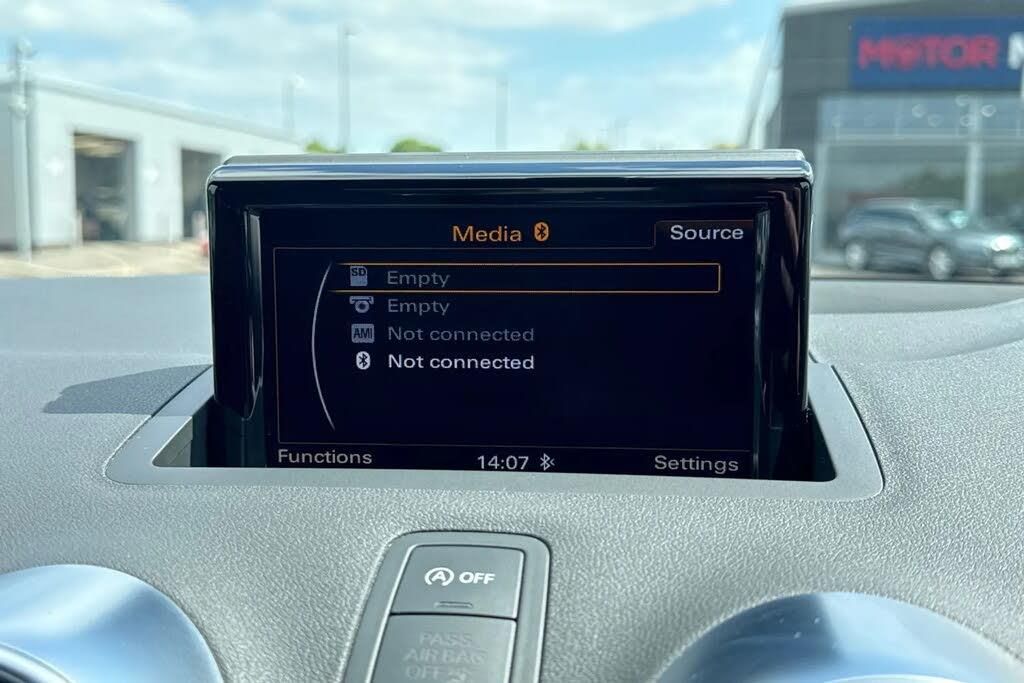 MOTOR
Media
Source
SD
Empty
Empty
AMI
Not connected
Not connected
Functions
14:07
Settings
A OFF
PASS
AIR BAG
OFF